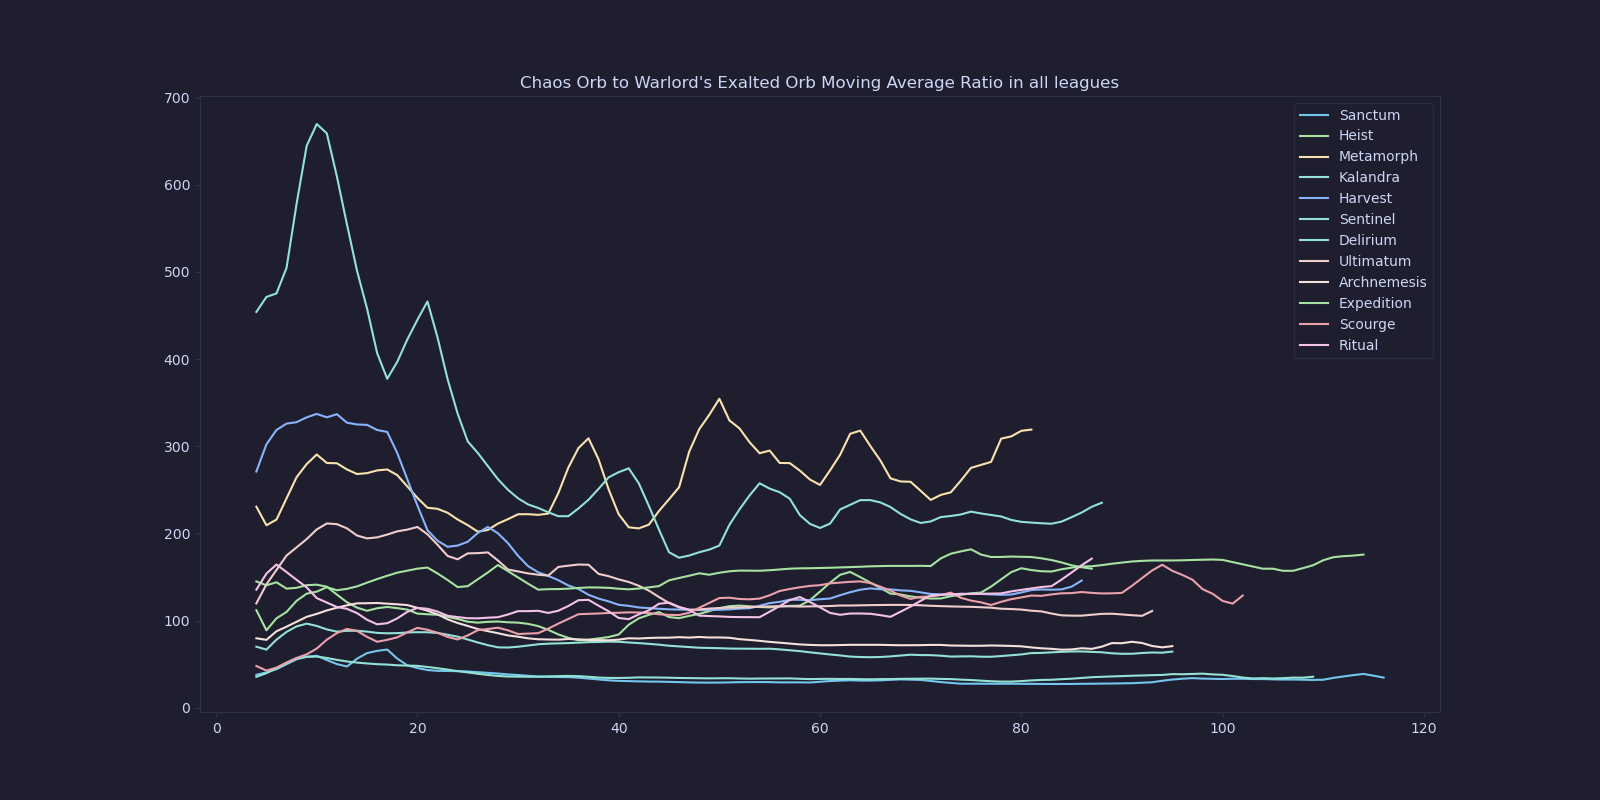 Chaos Orb to Warlord's Exalted Orb Moving Average Ratio in all leagues
700
600
500
400
300
200
100
0
0 20 40 60 80 100 120
Sanctum
Heist
Metamorph
Kalandra
Harvest
Sentinel
Delirium
Ultimatum
Archnemesis
Expedition
Scourge
Ritual